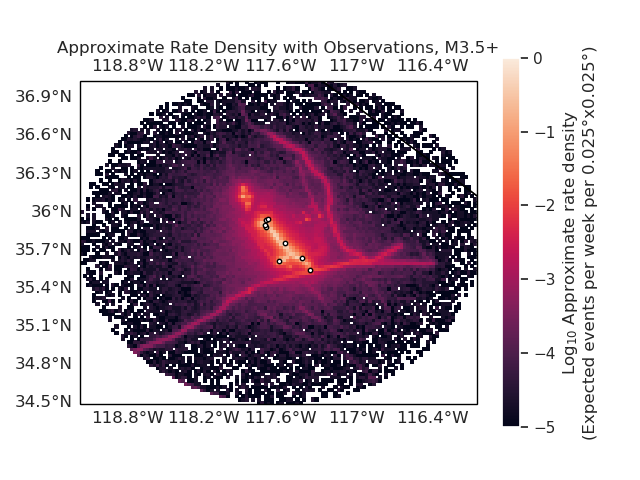 Approximate Rate Density with Observations, M3.5+
118.8°W 118.2°W 117.6°W 117°W 116.4°W
36.9°N
36.6°N
36.3°N
36°N
35.7°N
35.4°N
35.1°N
34.8°N
34.5°N
118.8°W 118.2°W 117.6°W 117°W 116.4°W
0
−1
−2
−3
−4
−5
Log₁₀ Approximate rate density
(Expected events per week per 0.025°x0.025°)